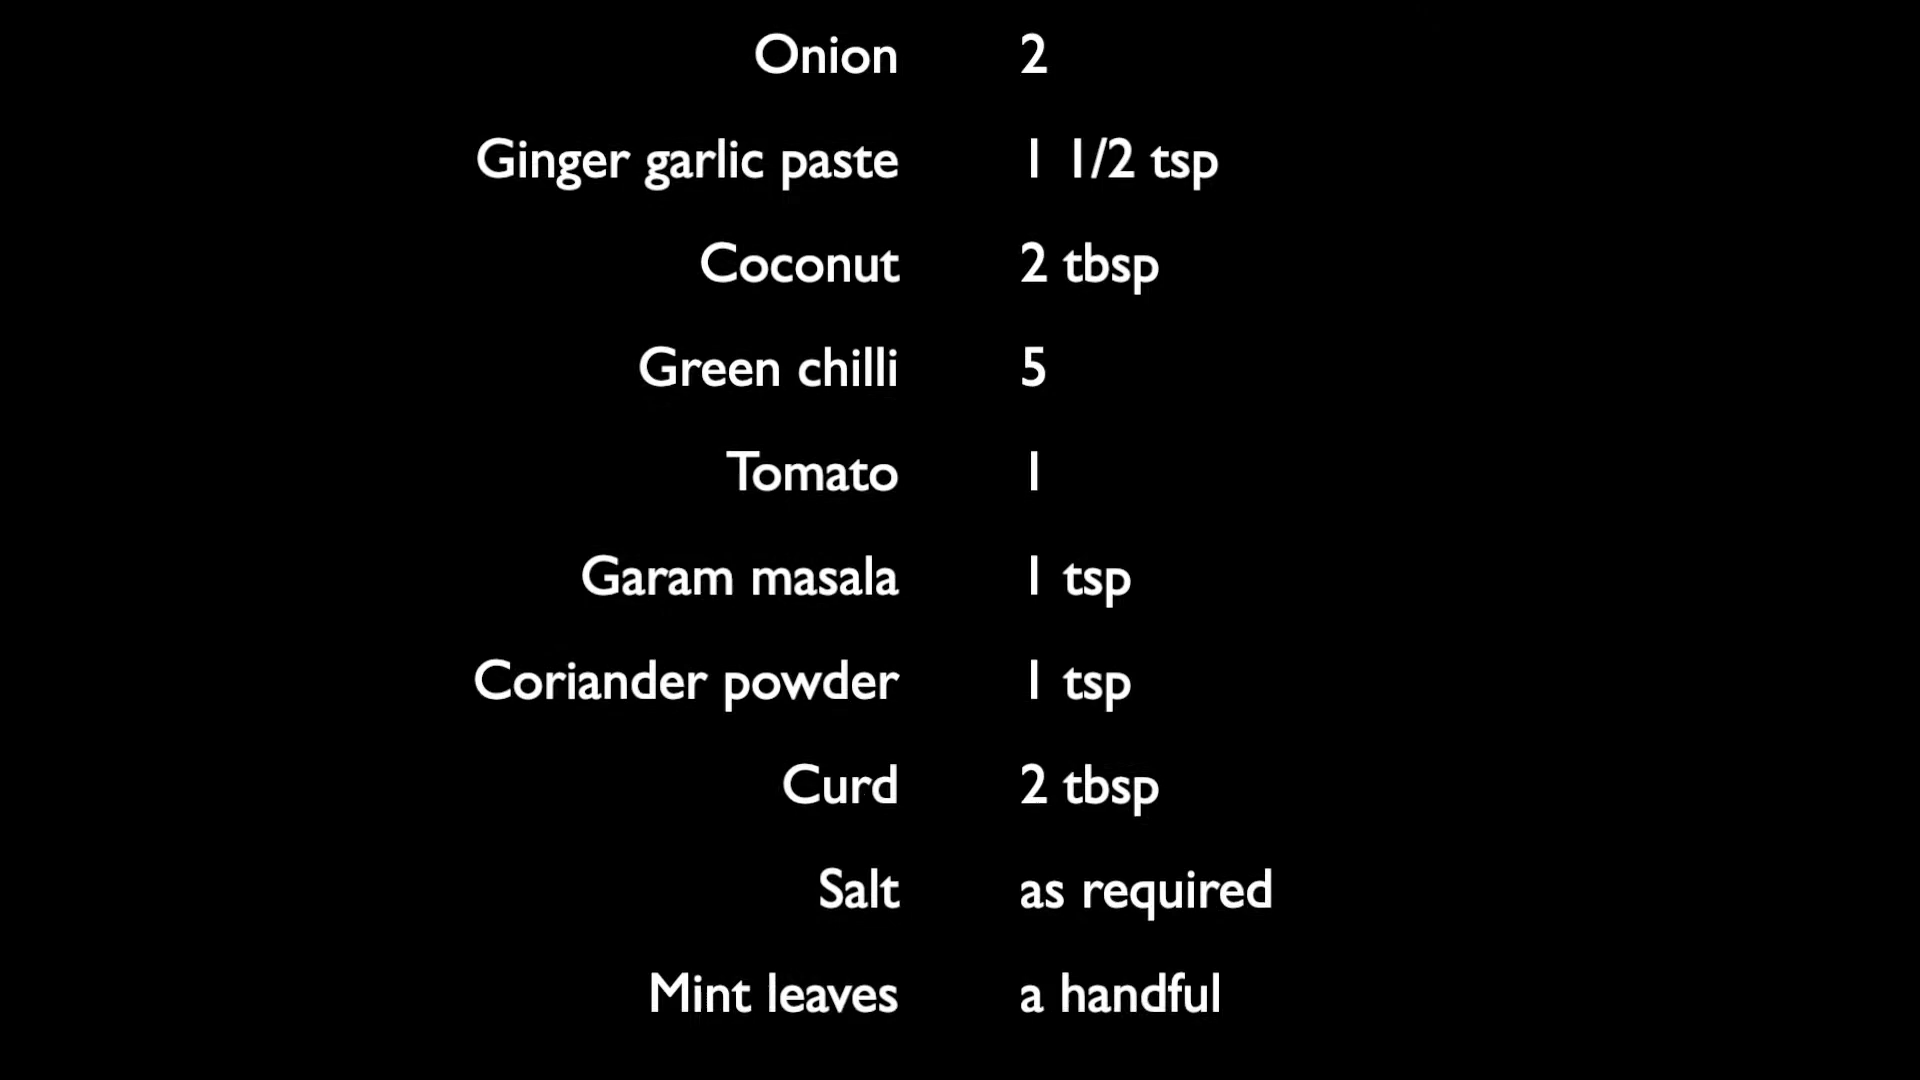 Onion 2
Ginger garlic paste 1 1/2 tsp
Coconut 2 tbsp
Green chilli 5
Tomato 1
Garam masala 1 tsp
Coriander powder 1 tsp
Curd 2 tbsp
Salt as required
Mint leaves a handful